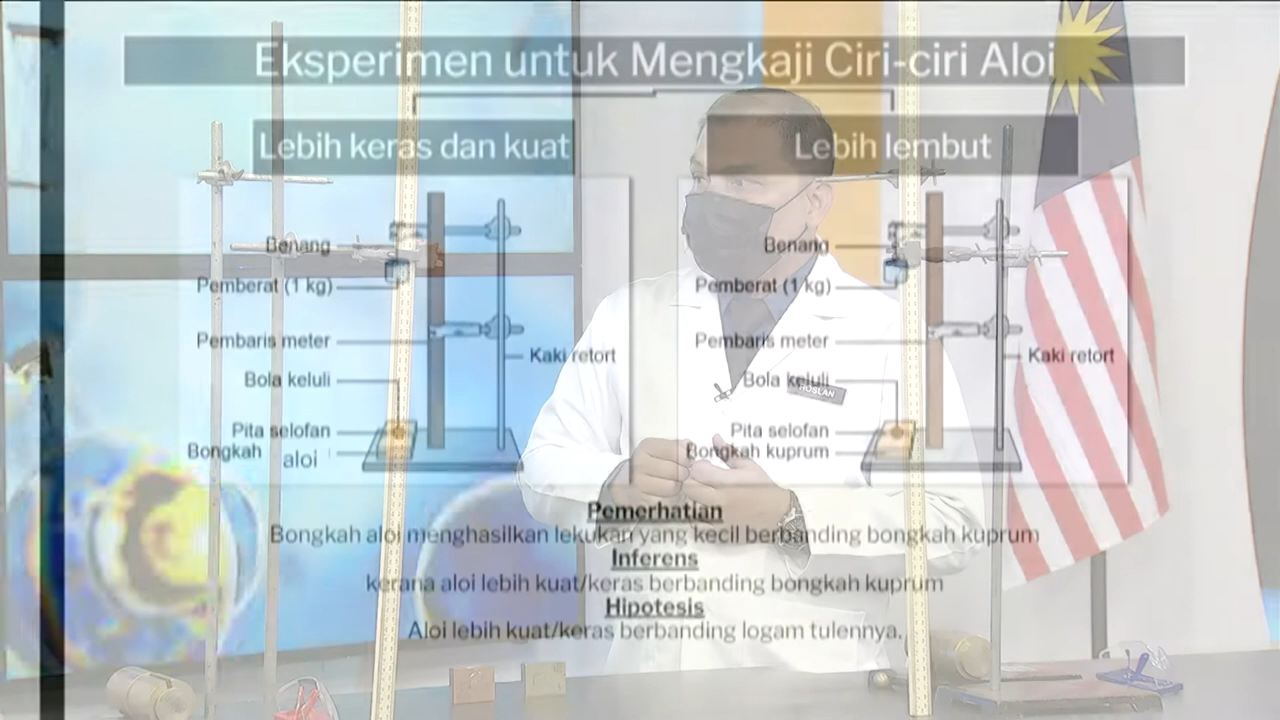 Eksperimen untuk Mengkaji Ciri-ciri Aloi
Lebih keras dan kuat
Benang
Pemberat (1 kg)
Pembaris meter
Kaki retort
Bola keluli
Pita selofan
Bongkah aloi
Lebih lembut
Benang
Pemberat (1 kg)
Pembaris meter
Kaki retort
Bola keluli
ROSLAN
Pita selofan
Bongkah kuprum
Pemerhatian
Bongkah aloi menghasilkan lekukan yang kecil berbanding bongkah kuprum
Inferens
kerana aloi lebih kuat/keras berbanding bongkah kuprum
Hipotesis
Aloi lebih kuat/keras berbanding logam tulennya.